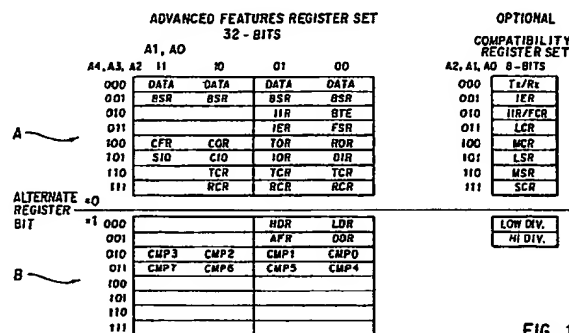 ADVANCED FEATURES REGISTER SET OPTIONAL
32-BITS COMPATIBILITY
A1, A0 REGISTER SET
A4, A3, A2 11 10 01 00 A2, A1, A0 8-BITS
000 DATA DATA DATA DATA 000 Tx/Rx
001 BSR BSR BSR BSR 001 IER
010 IIR BTE 010 IIR/FCR
011 IER FSR 011 LCR
A 100 CFR TOR 100 MCR
101 SIO CIO IOR 101 LSR
110 TCR TCR TCR 110 MSR
111 RCR RCR RCR 111 SCR
ALTERNATE =0
REGISTER
BIT =1 000 HDR LDR LOW DIV.
001 AFR HI DIV.
010 CMP3 CMP2 CMP1 CMP0
B 011 CMP7 CMP6 CMP5 CMP4
100
101
110
111
FIG.